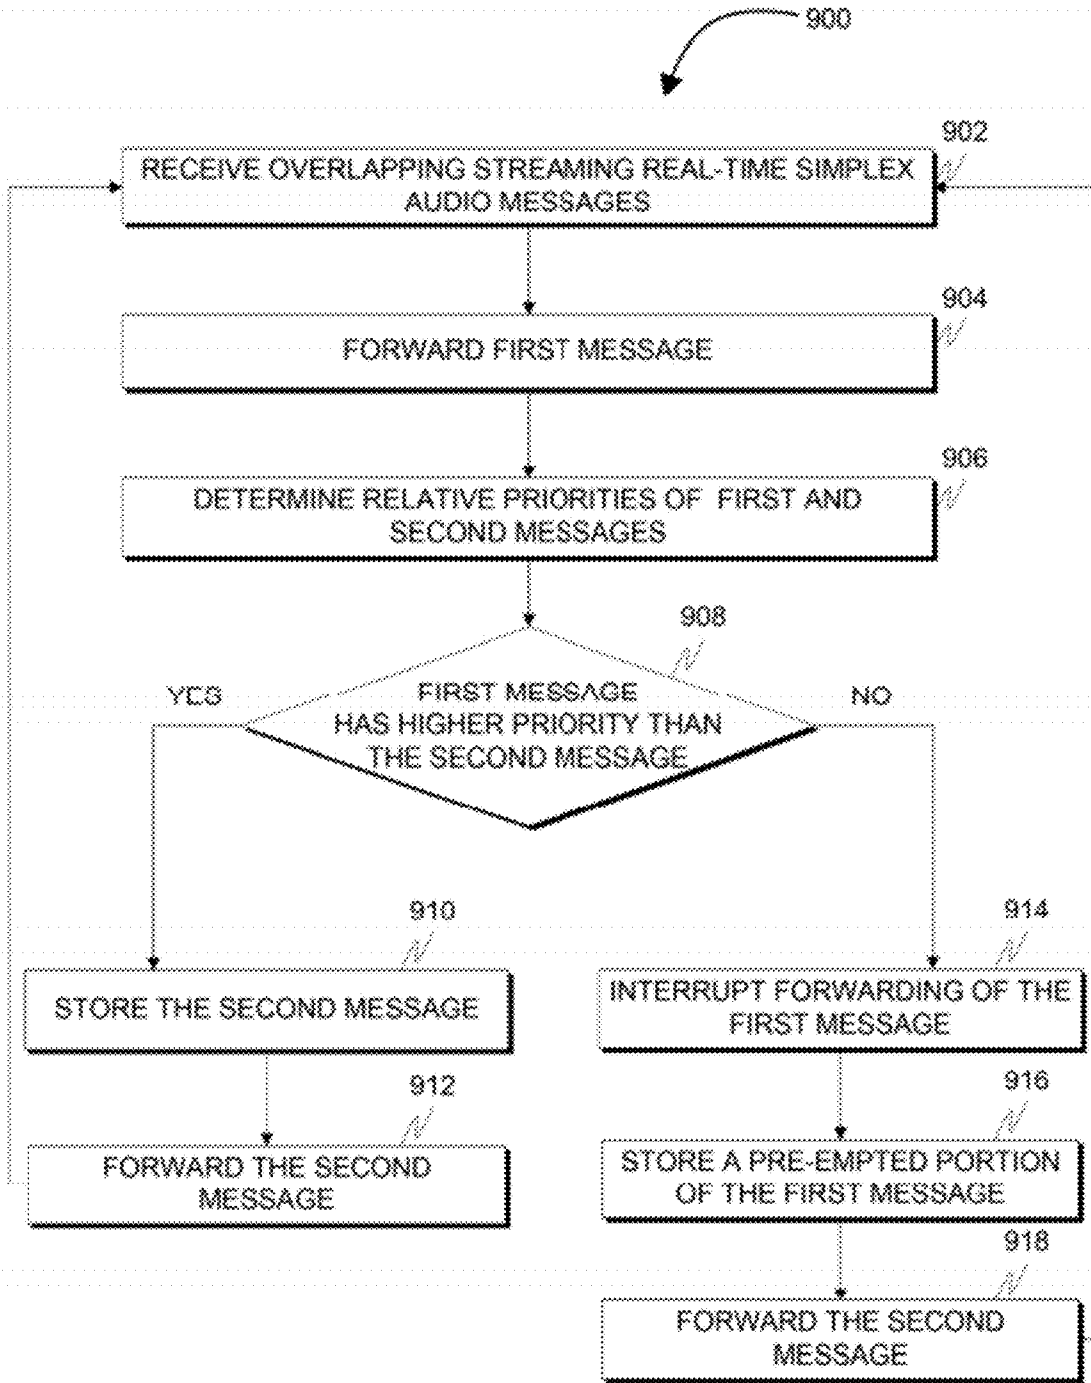 900
902
RECEIVE OVERLAPPING STREAMING REAL-TIME SIMPLEX
AUDIO MESSAGES
904
FORWARD FIRST MESSAGE
906
DETERMINE RELATIVE PRIORITIES OF FIRST AND
SECOND MESSAGES
908
YES
FIRST MESSAGE
HAS HIGHER PRIORITY THAN
THE SECOND MESSAGE
NO
910
STORE THE SECOND MESSAGE
912
FORWARD THE SECOND
MESSAGE
914
INTERRUPT FORWARDING OF THE
FIRST MESSAGE
916
STORE A PRE-EMPTED PORTION
OF THE FIRST MESSAGE
918
FORWARD THE SECOND
MESSAGE